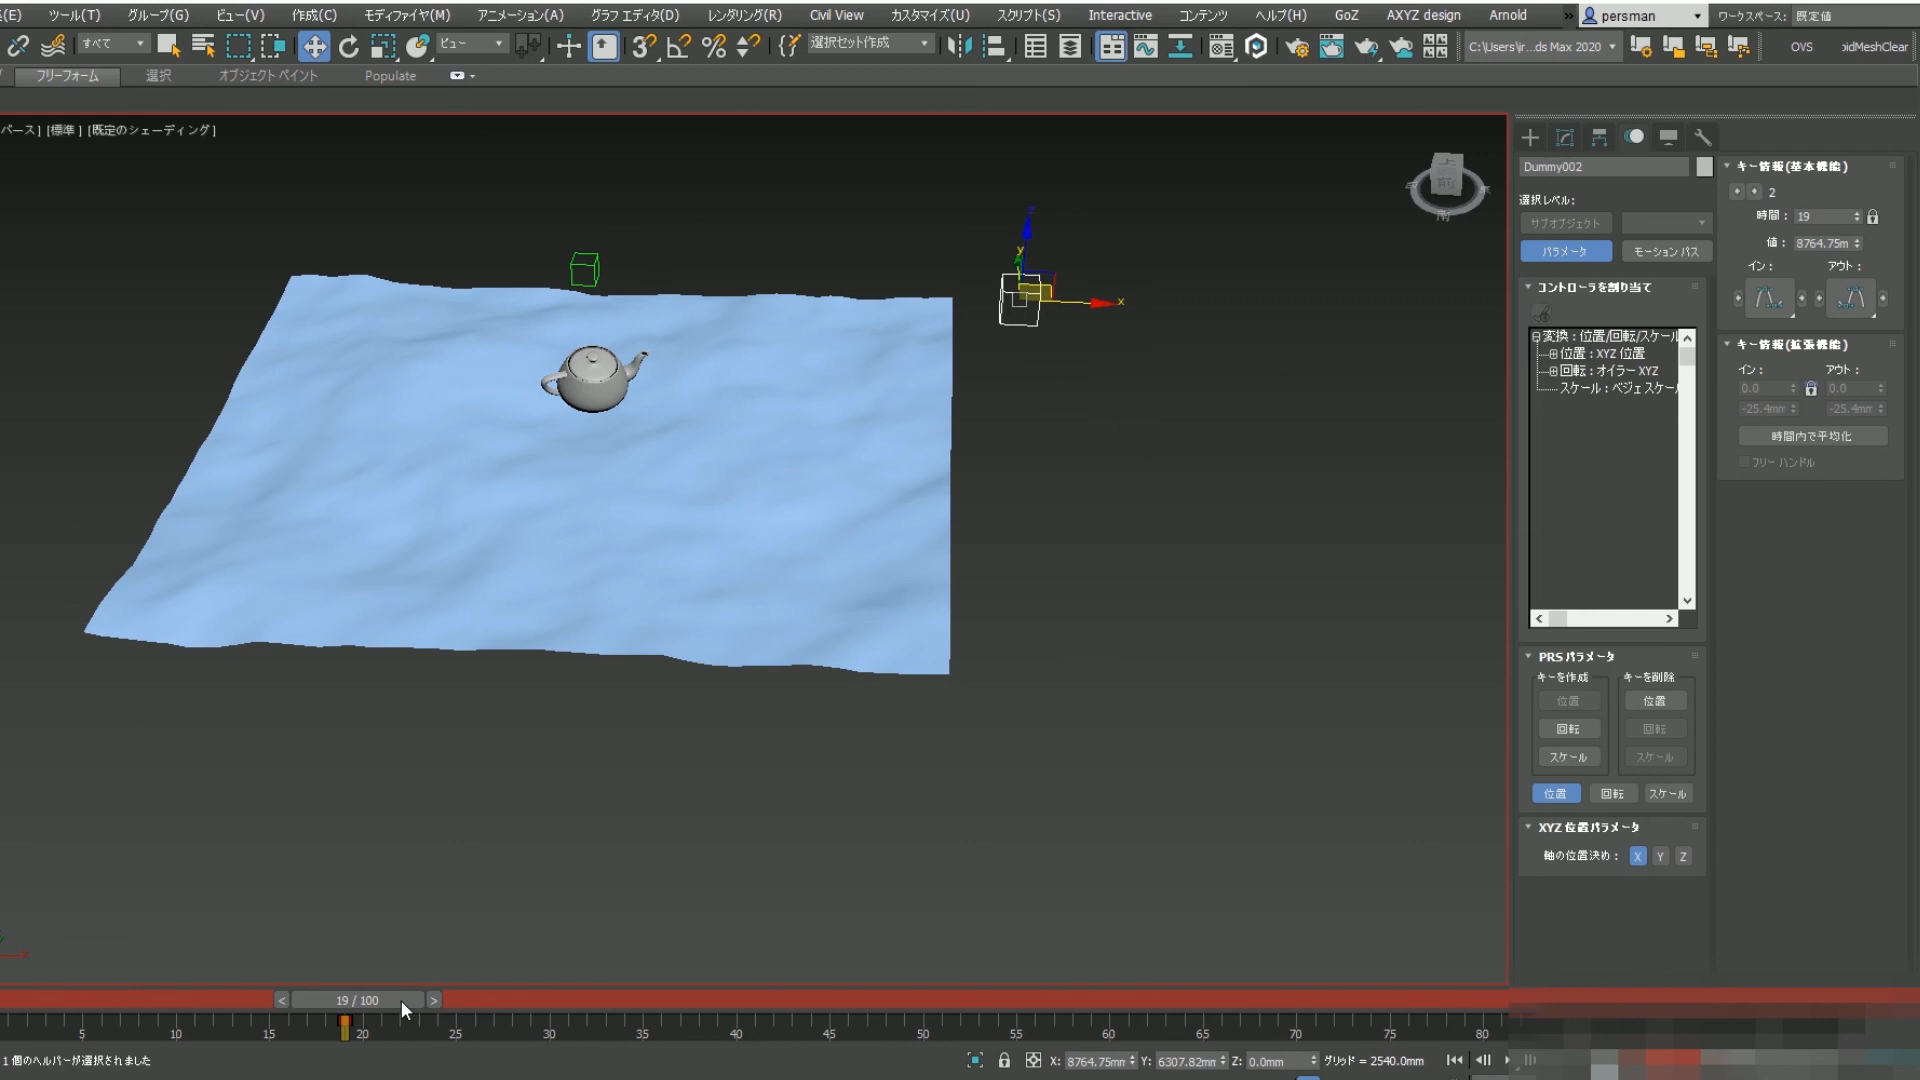 (E) ツール(T) グループ(G) ビュー(V) 作成(C) モディファイヤ(M) アニメーション(A) グラフ エディタ(D) レンダリング(R) Civil View カスタマイズ(U) スクリプト(S) Interactive コンテンツ ヘルプ(H) GoZ AXYZ design Arnold » persman ワークスペース: 既定値
すべて ビュー 選択セット作成 C:\Users\ir...ds Max 2020 OVS oidMeshClear
フリーフォーム 選択 オブジェクト ペイント Populate
パース] [標準] [既定のシェーディング]
Dummy002
選択レベル:
サブオブジェクト
パラメータ モーション パス
コントローラを割り当て
変換 : 位置/回転/スケール
位置 : XYZ 位置
回転 : オイラー XYZ
スケール : ベジェ スケール
PRS パラメータ
キーを作成 キーを削除
位置 位置
回転 回転
スケール スケール
位置 回転 スケール
XYZ 位置パラメータ
軸の位置決め : X Y Z
キー情報(基本機能)
2
時間 : 19
値 : 8764.75m
イン : アウト :
キー情報(拡張機能)
イン : アウト :
0.0 0.0
-25.4mm -25.4mm
時間内で平均化
フリー ハンドル
z
y
x
上
前
南
x
< 19 / 100 >
5 10 15 20 25 30 35 40 45 50 55 60 65 70 75 80
1 個のヘルパーが選択されました
X: 8764.75mm Y: 6307.82mm Z: 0.0mm グリッド = 2540.0mm